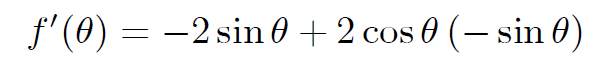 f′(θ) = −2 sin θ + 2 cos θ (− sin θ)